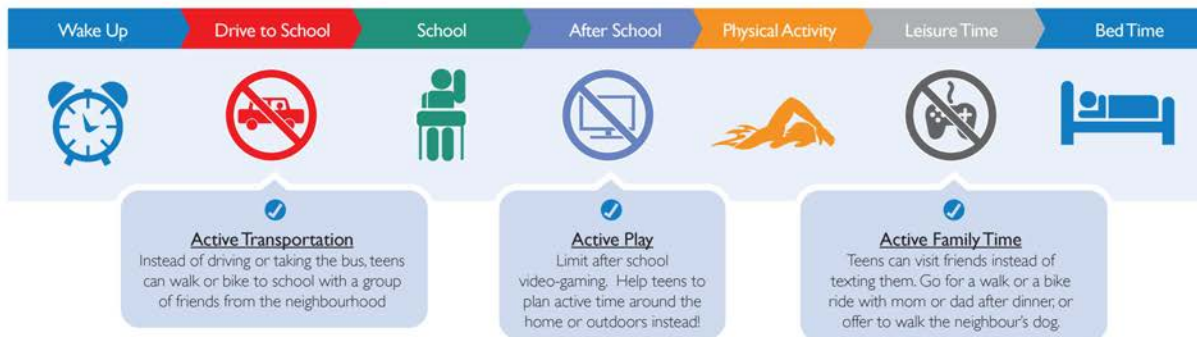 Wake Up
Drive to School
School
After School
Physical Activity
Leisure Time
Bed Time
Active Transportation
Instead of driving or taking the bus, teens
can walk or bike to school with a group
of friends from the neighbourhood
Active Play
Limit after school
video-gaming. Help teens to
plan active time around the
home or outdoors instead!
Active Family Time
Teens can visit friends instead of
texting them. Go for a walk or a bike
ride with mom or dad after dinner, or
offer to walk the neighbour's dog.